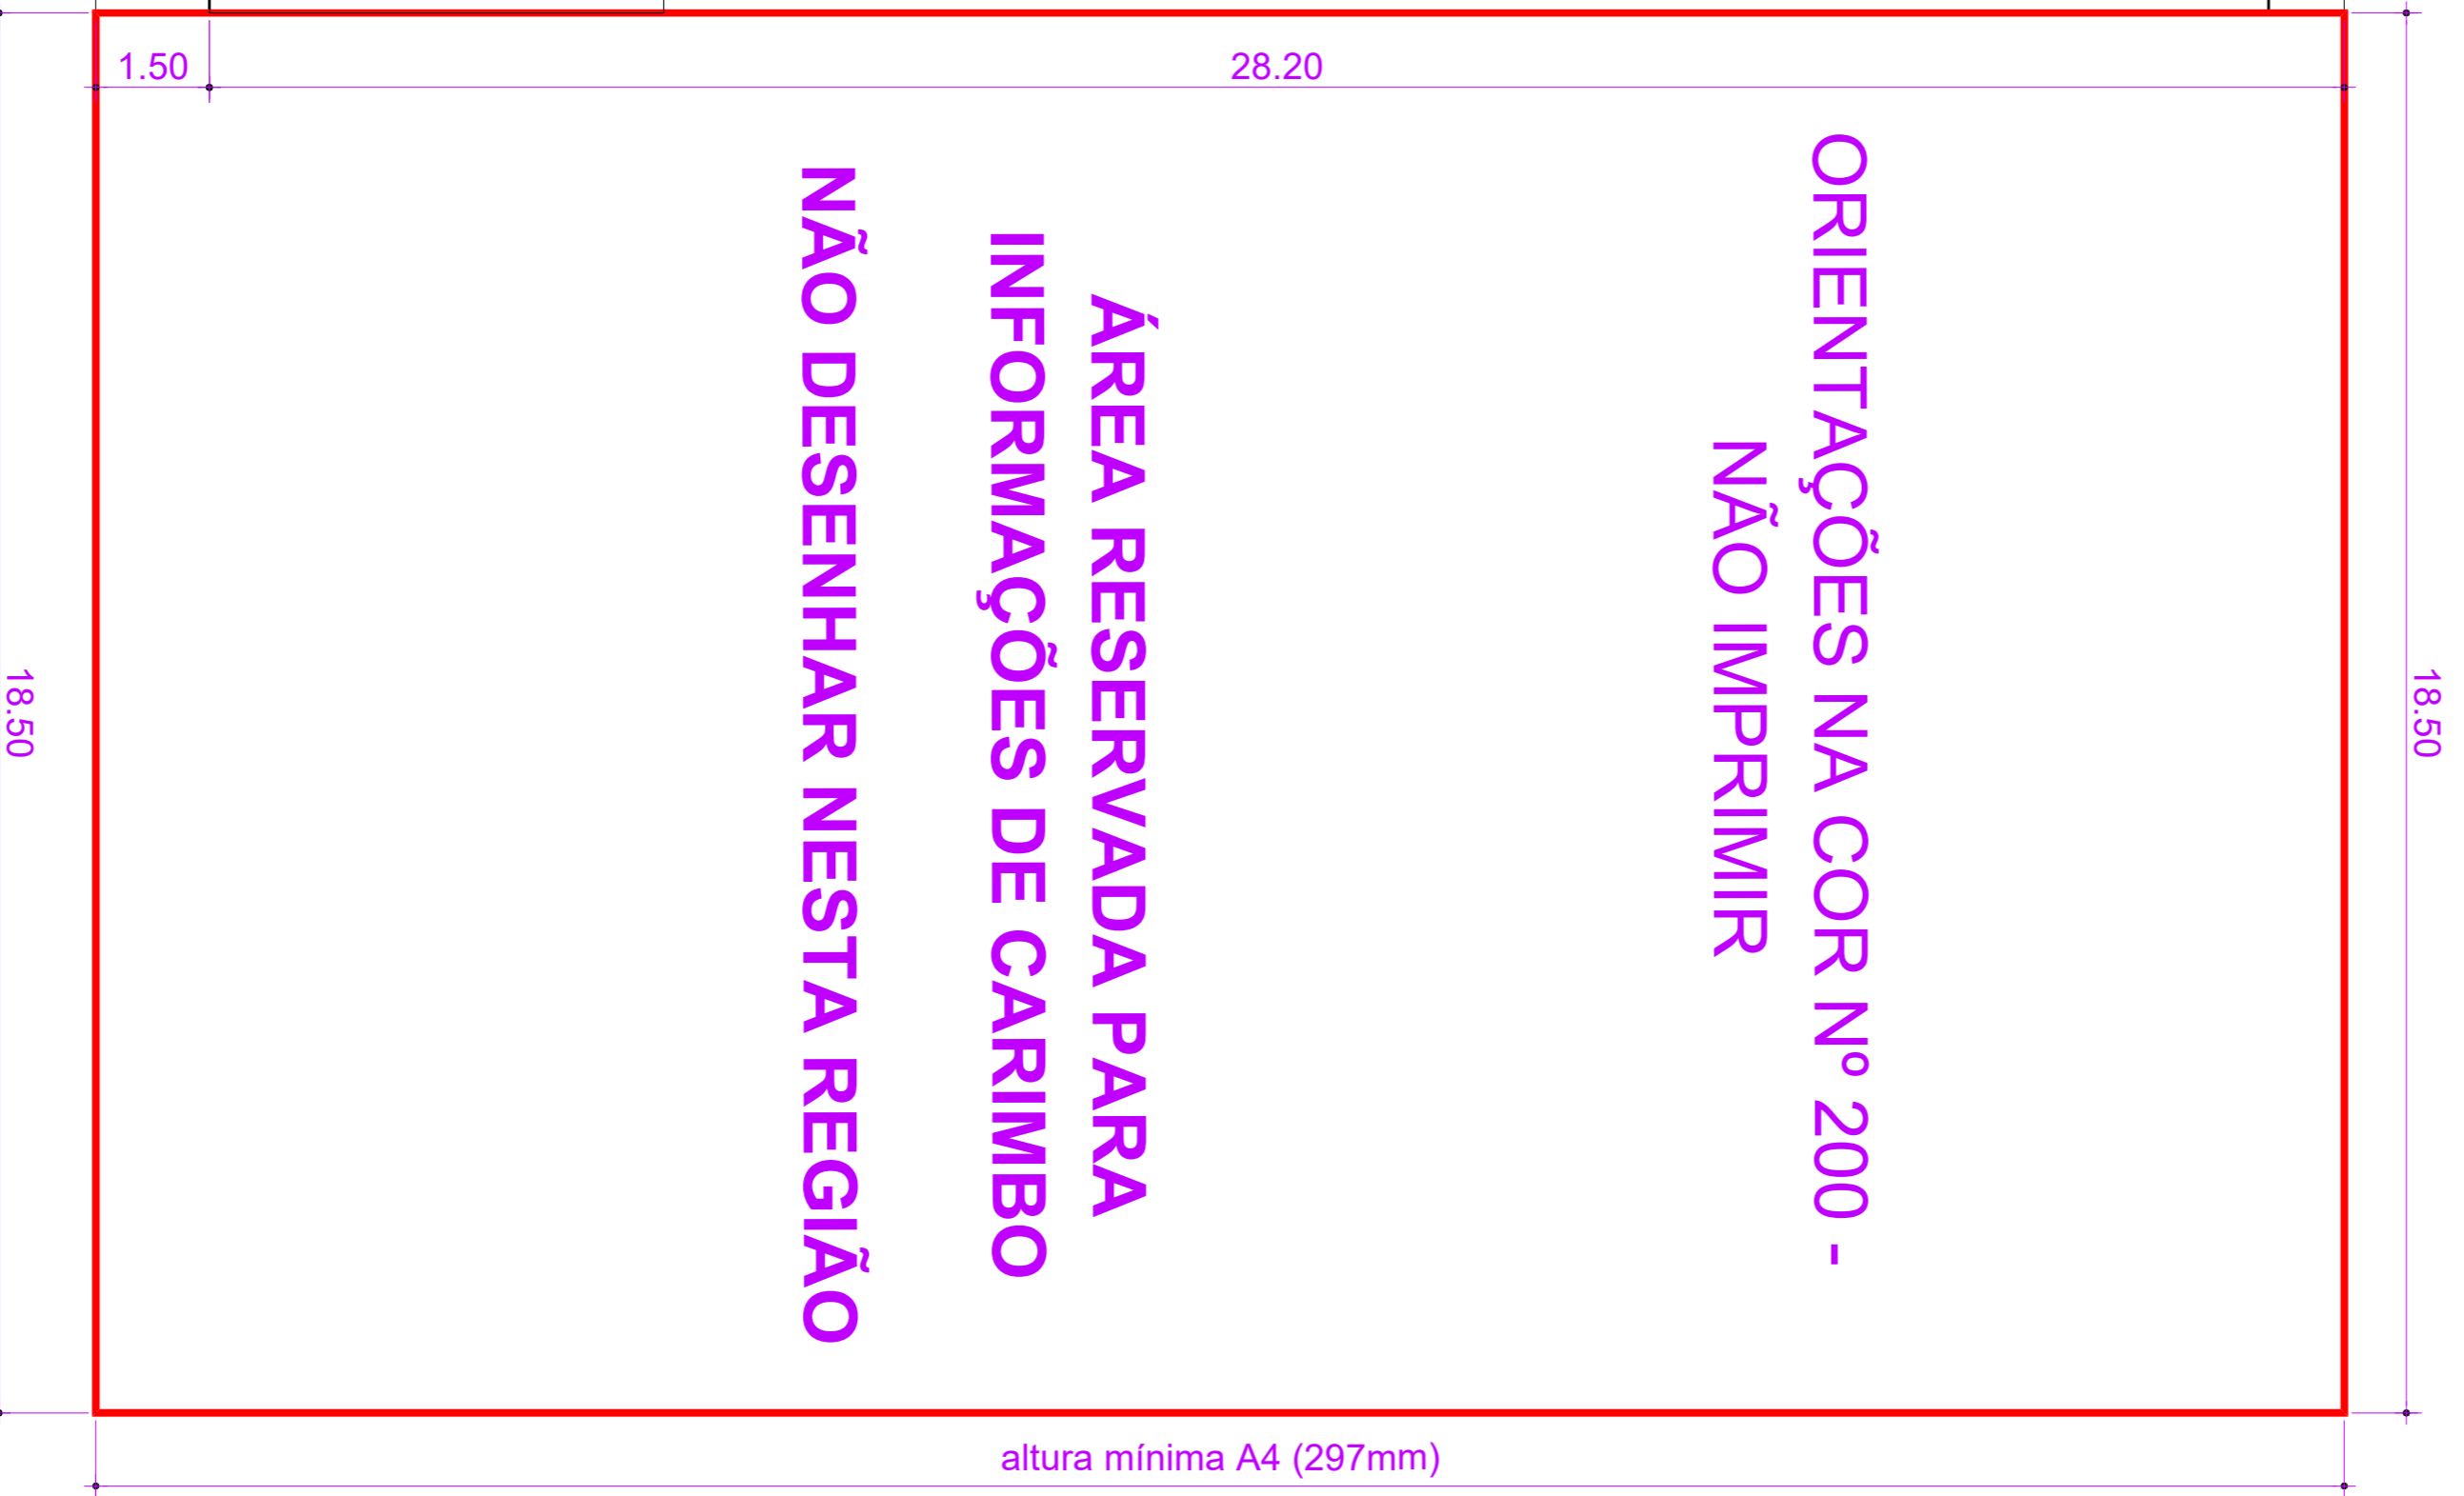 1.50
28.20
ORIENTAÇÕES NA COR Nº 200 -
NÃO IMPRIMIR
ÁREA RESERVADA PARA
INFORMAÇÕES DE CARIMBO
NÃO DESENHAR NESTA REGIÃO
18.50
18.50
altura mínima A4 (297mm)